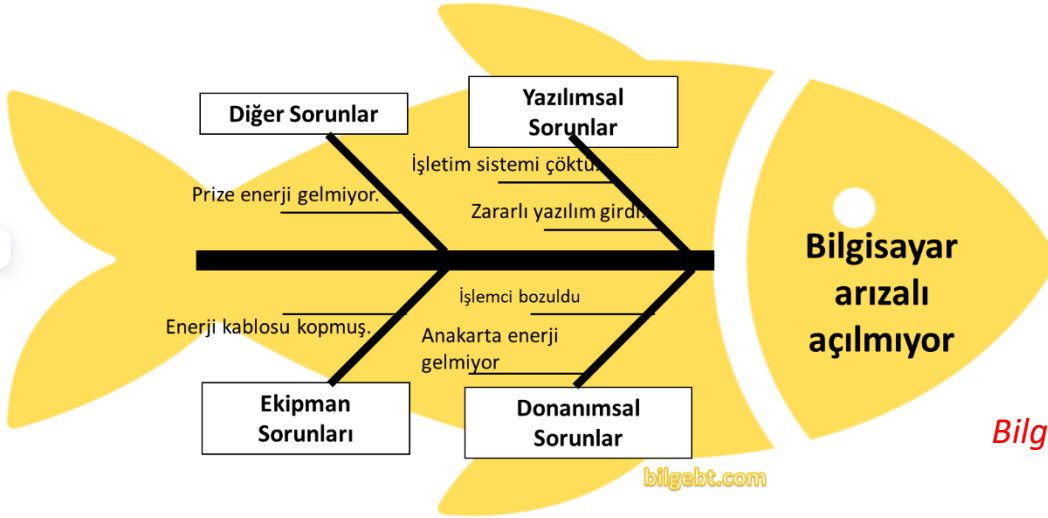 Diğer Sorunlar
Yazılımsal
Sorunlar
İşletim sistemi çöktü.
Prize enerji gelmiyor.
Zararlı yazılım girdi.
Bilgisayar
arızalı
açılmıyor
İşlemci bozuldu
Enerji kablosu kopmuş.
Anakarta enerji
gelmiyor
Ekipman
Sorunları
Donanımsal
Sorunlar
Bilg
bilgebt.com